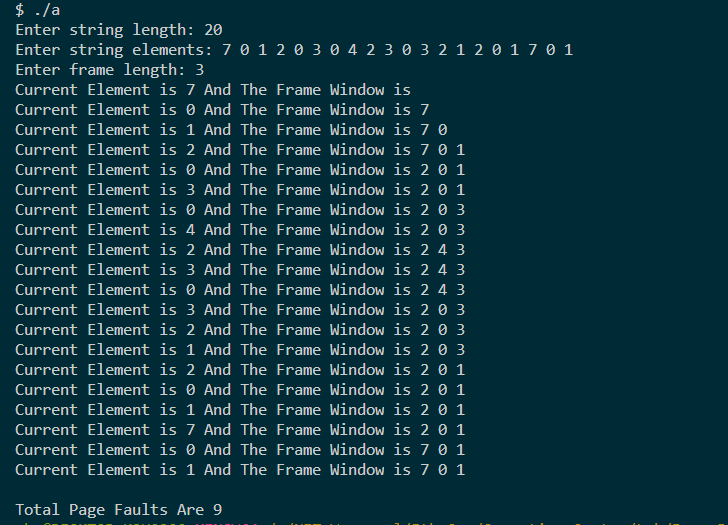 $ ./a
Enter string length: 20
Enter string elements: 7 0 1 2 0 3 0 4 2 3 0 3 2 1 2 0 1 7 0 1
Enter frame length: 3
Current Element is 7 And The Frame Window is
Current Element is 0 And The Frame Window is 7
Current Element is 1 And The Frame Window is 7 0
Current Element is 2 And The Frame Window is 7 0 1
Current Element is 0 And The Frame Window is 2 0 1
Current Element is 3 And The Frame Window is 2 0 1
Current Element is 0 And The Frame Window is 2 0 3
Current Element is 4 And The Frame Window is 2 0 3
Current Element is 2 And The Frame Window is 2 4 3
Current Element is 3 And The Frame Window is 2 4 3
Current Element is 0 And The Frame Window is 2 4 3
Current Element is 3 And The Frame Window is 2 0 3
Current Element is 2 And The Frame Window is 2 0 3
Current Element is 1 And The Frame Window is 2 0 3
Current Element is 2 And The Frame Window is 2 0 1
Current Element is 0 And The Frame Window is 2 0 1
Current Element is 1 And The Frame Window is 2 0 1
Current Element is 7 And The Frame Window is 2 0 1
Current Element is 0 And The Frame Window is 7 0 1
Current Element is 1 And The Frame Window is 7 0 1
Total Page Faults Are 9